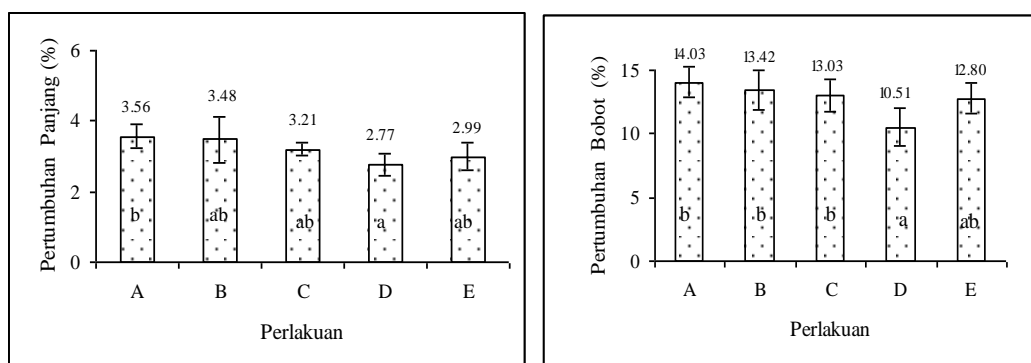 Pertumbuhan Panjang (%)
6
4
2
0
3.56
3.48
3.21
2.77
2.99
b
ab
ab
a
ab
A
B
C
D
E
Perlakuan
Pertumbuhan Bobot (%)
15
10
5
0
14.03
13.42
13.03
10.51
12.80
b
b
b
a
ab
A
B
C
D
E
Perlakuan